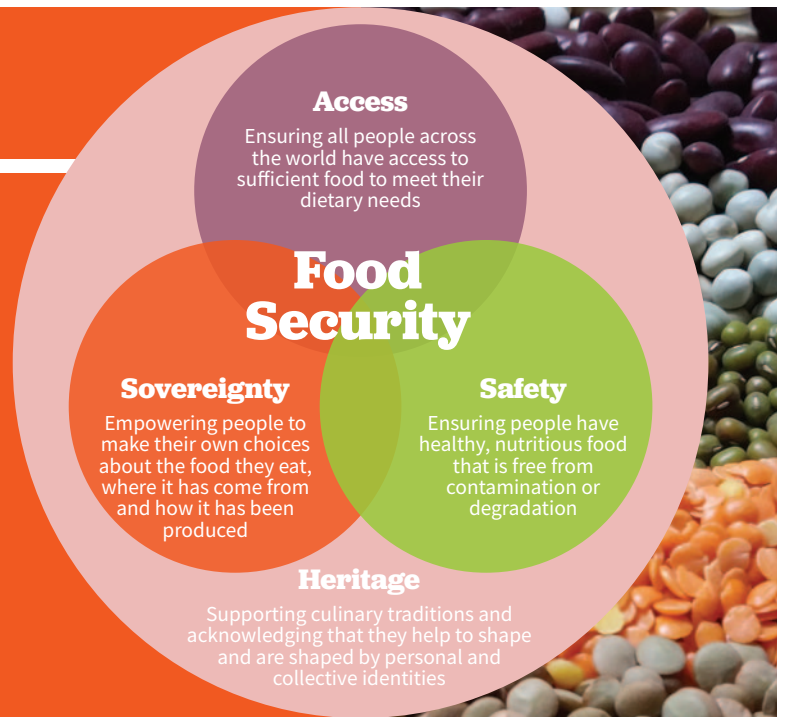 Access
Ensuring all people across
the world have access to
sufficient food to meet their
dietary needs
Food
Security
Sovereignty
Empowering people to
make their own choices
about the food they eat,
where it has come from
and how it has been
produced
Safety
Ensuring people have
healthy, nutritious food
that is free from
contamination or
degradation
Heritage
Supporting culinary traditions and
acknowledging that they help to shape
and are shaped by personal and
collective identities